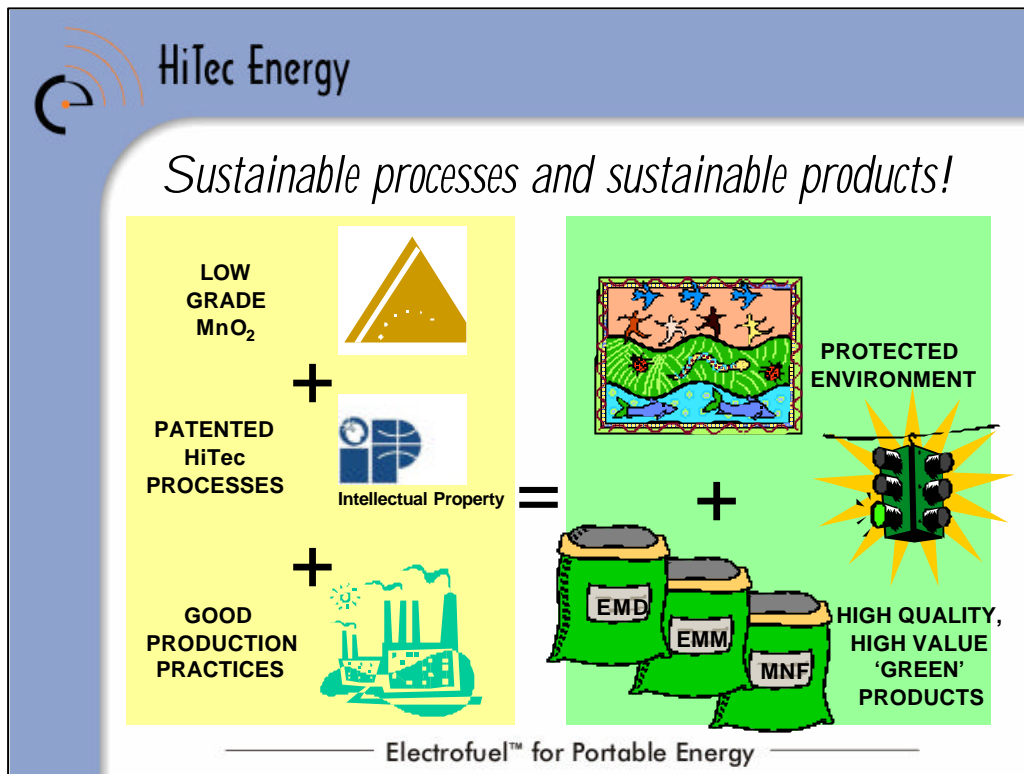 HiTec Energy
Sustainable processes and sustainable products!
LOW
GRADE
MnO₂
+
PATENTED
HiTec
PROCESSES
iP
Intellectual Property
+
GOOD
PRODUCTION
PRACTICES
=
PROTECTED
ENVIRONMENT
+
EMD
EMM
MNF
HIGH QUALITY,
HIGH VALUE
‘GREEN’
PRODUCTS
Electrofuel™ for Portable Energy